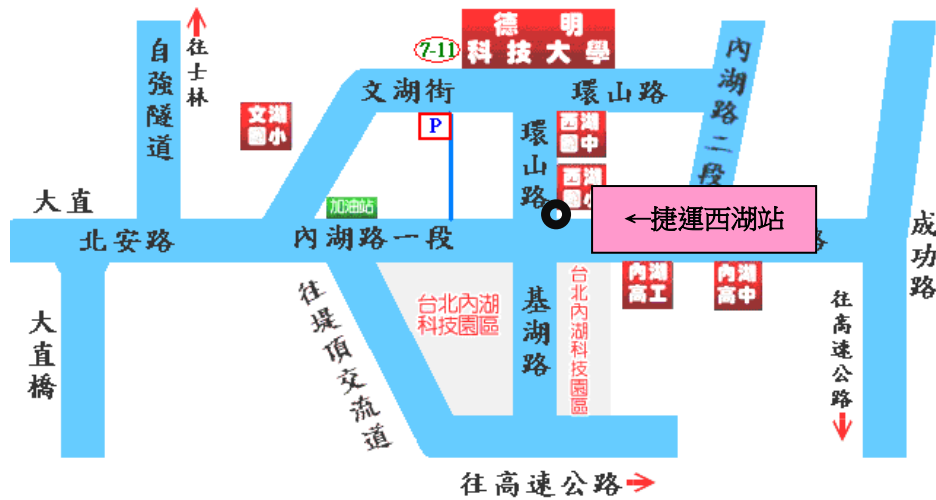 德明
科技大學
7-11
往士林
自強隧道
文湖街
環山路
內湖路二段
文湖
國小
P
環山路
西湖
國中
西湖
國小
大直
加油站
←捷運西湖站
北安路
內湖路一段
路
成功路
內湖
高工
內湖
高中
往堤頂交流道
台北內湖
科技園區
基湖路
台北內湖科技園區
往高速公路
大直橋
往高速公路